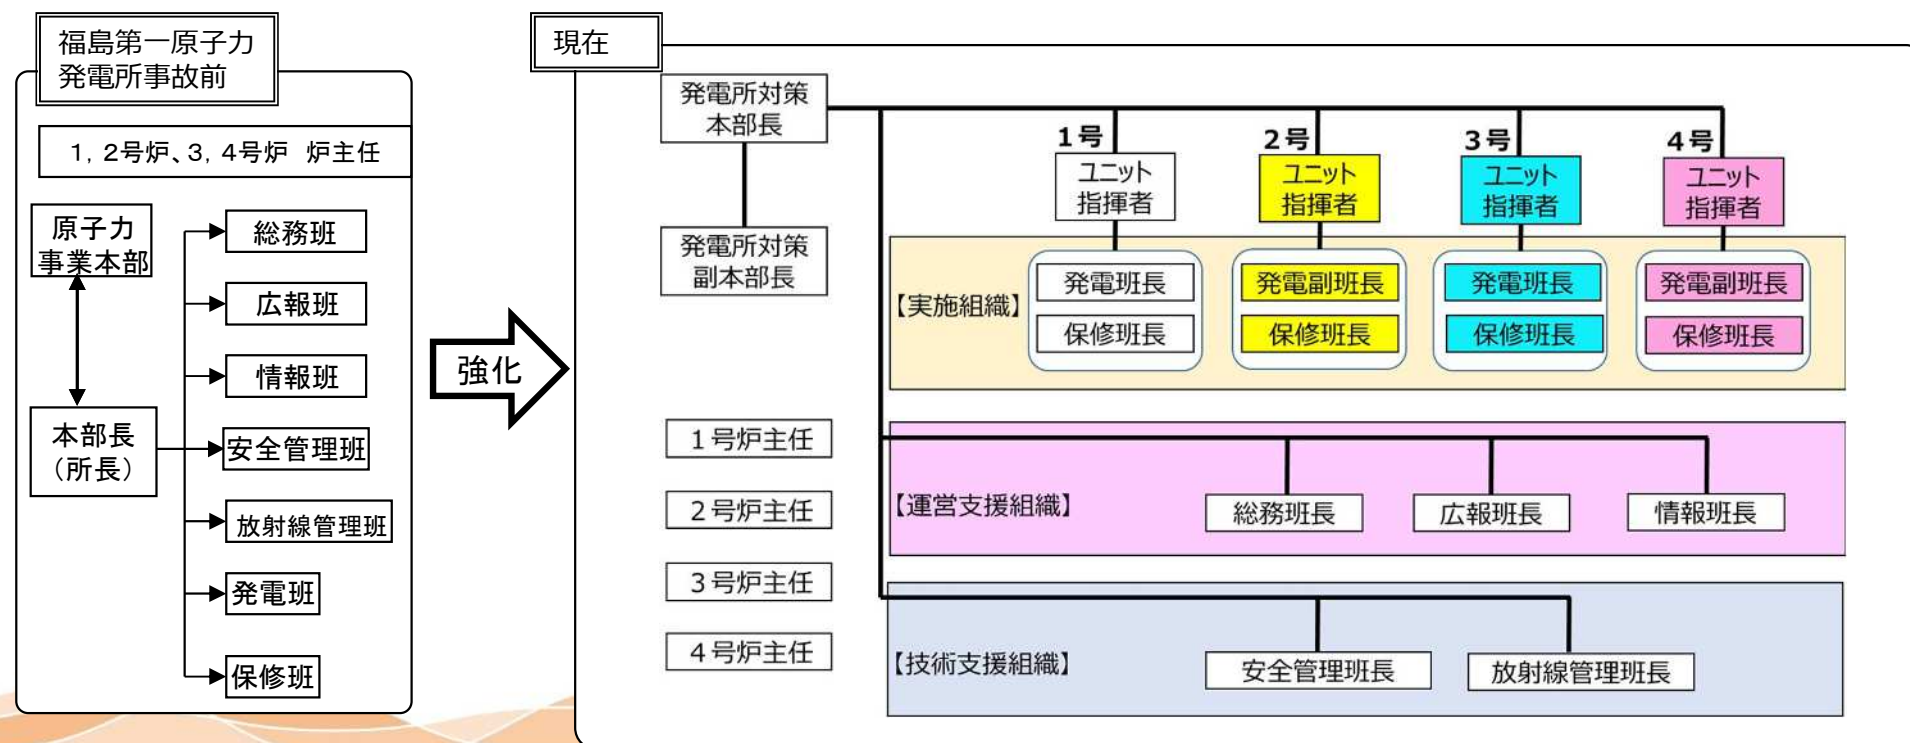 福島第一原子力
発電所事故前
1，2号炉、3，4号炉　炉主任
原子力
事業本部
本部長
（所長）
総務班
広報班
情報班
安全管理班
放射線管理班
発電班
保修班
強化
現在
発電所対策
本部長
発電所対策
副本部長
１号
ユニット
指揮者
２号
ユニット
指揮者
３号
ユニット
指揮者
４号
ユニット
指揮者
【実施組織】
発電班長
保修班長
発電副班長
保修班長
発電班長
保修班長
発電副班長
保修班長
１号炉主任
２号炉主任
３号炉主任
４号炉主任
【運営支援組織】
総務班長
広報班長
情報班長
【技術支援組織】
安全管理班長
放射線管理班長